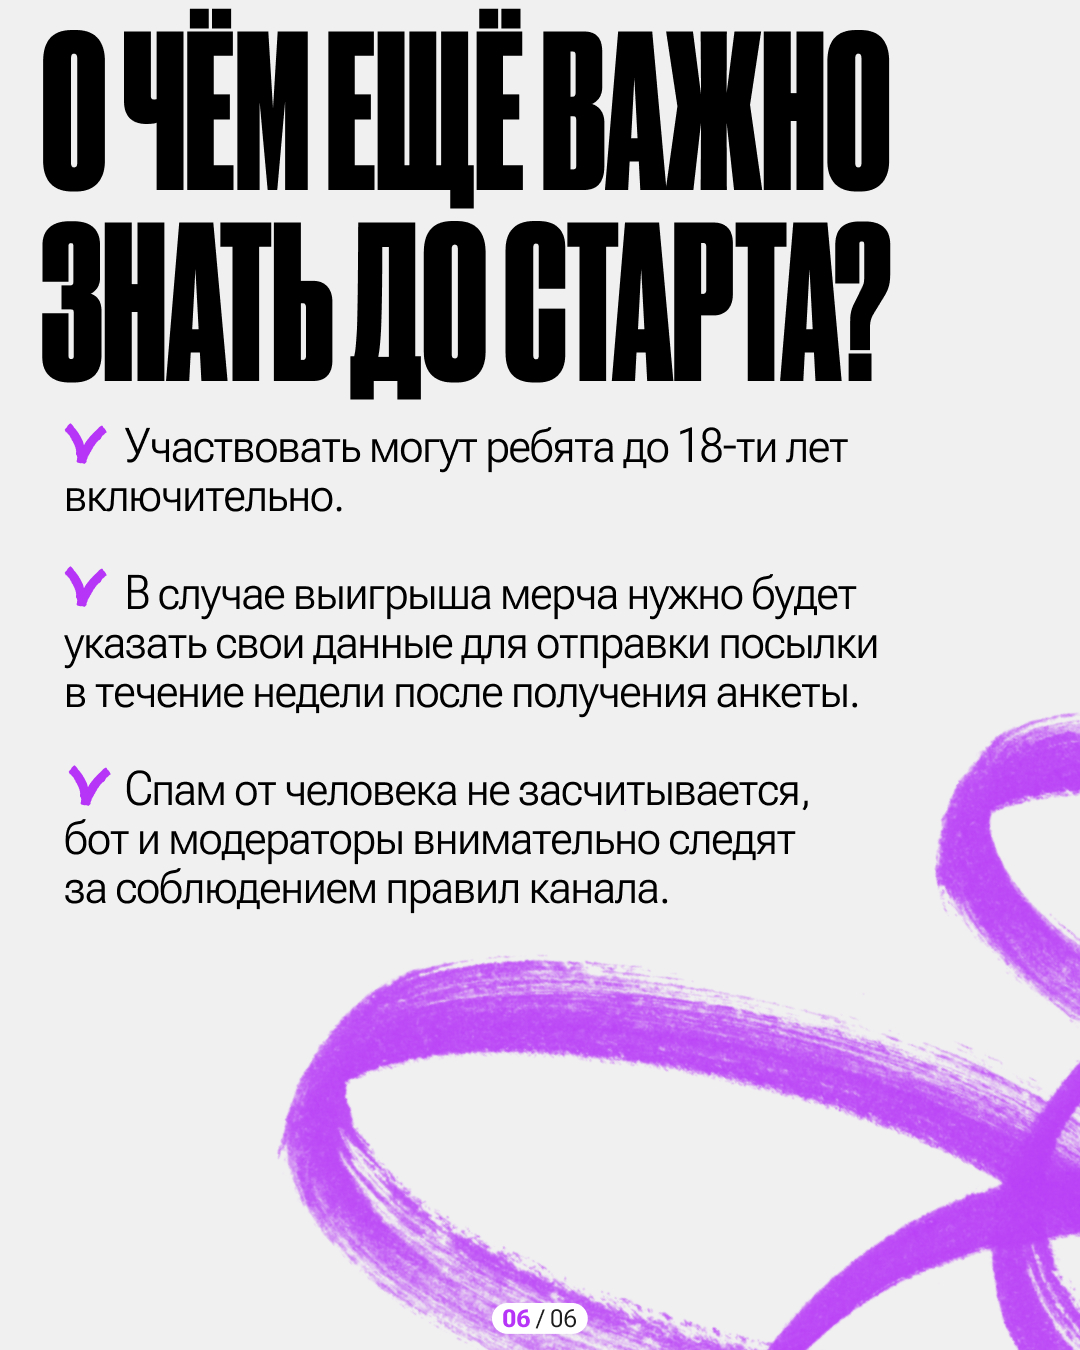 О ЧЁМ ЕЩЁ ВАЖНО
ЗНАТЬ ДО СТАРТА?
Участвовать могут ребята до 18-ти лет
включительно.
В случае выигрыша мерча нужно будет
указать свои данные для отправки посылки
в течение недели после получения анкеты.
Спам от человека не засчитывается,
бот и модераторы внимательно следят
за соблюдением правил канала.
06 / 06